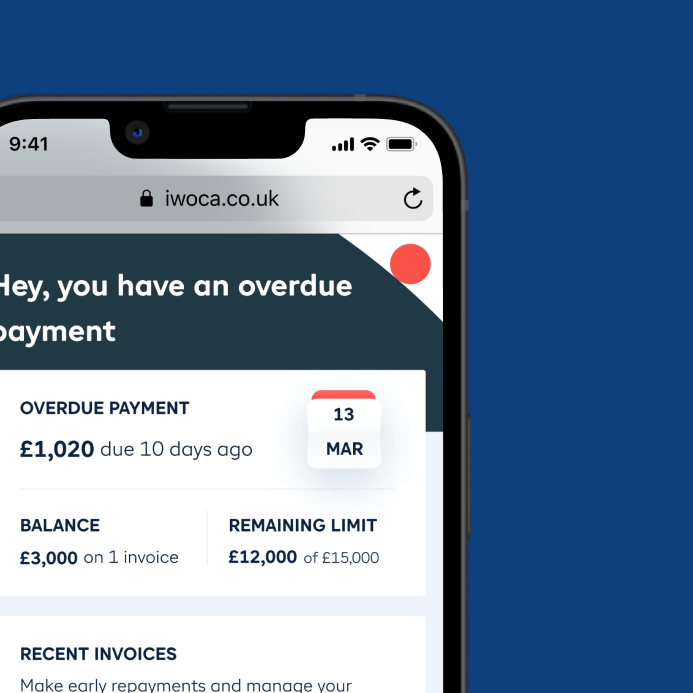 9:41
iwoca.co.uk
Hey, you have an overdue
payment
OVERDUE PAYMENT
£1,020 due 10 days ago
13
MAR
BALANCE
£3,000 on 1 invoice
REMAINING LIMIT
£12,000 of £15,000
RECENT INVOICES
Make early repayments and manage your